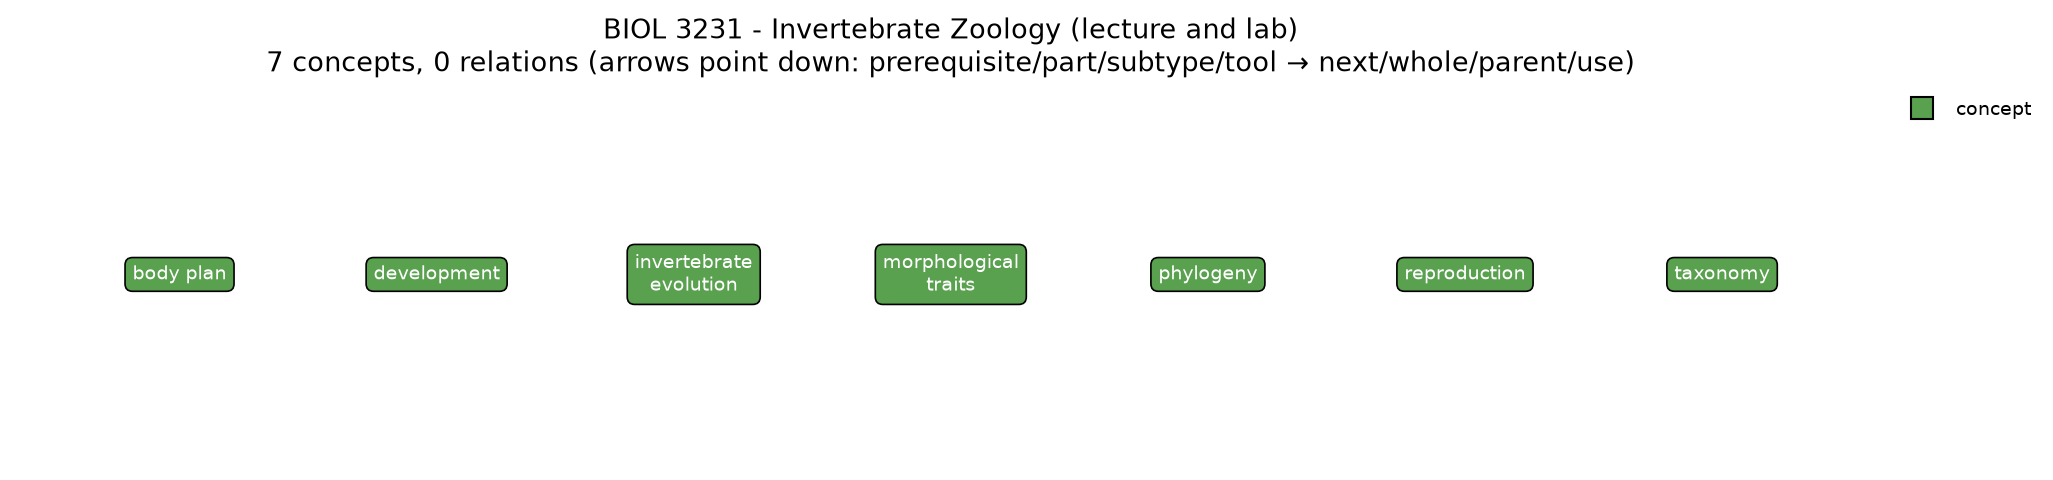 BIOL 3231 - Invertebrate Zoology (lecture and lab)
7 concepts, 0 relations (arrows point down: prerequisite/part/subtype/tool → next/whole/parent/use)
concept
body plan
development
invertebrate
evolution
morphological
traits
phylogeny
reproduction
taxonomy